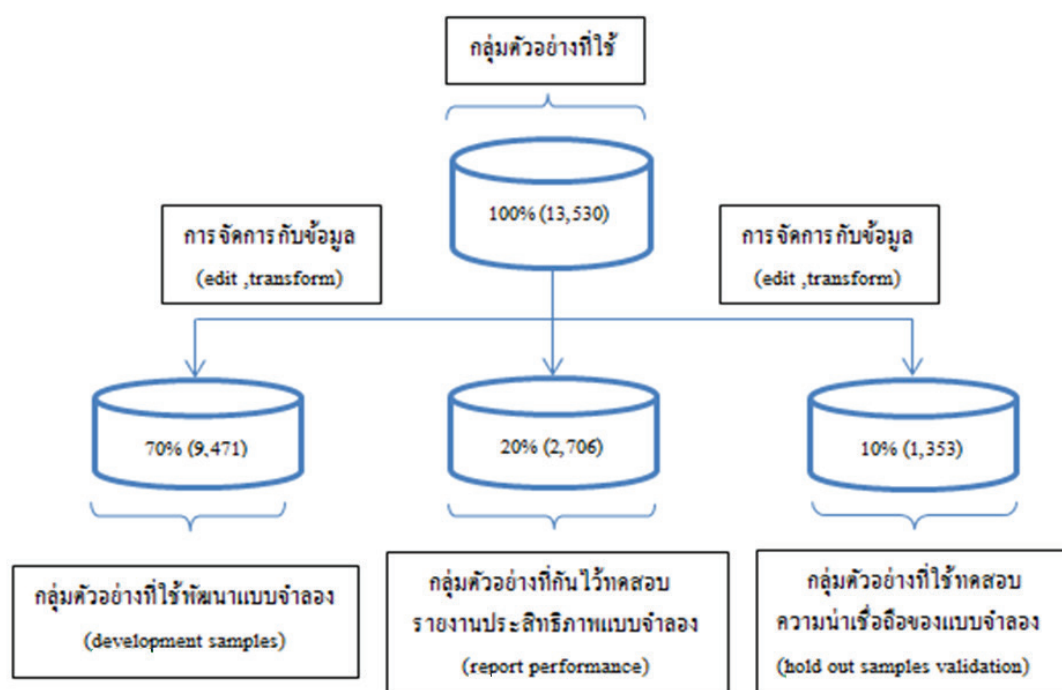 กลุ่มตัวอย่างที่ใช้
100% (13,530)
การจัดการกับข้อมูล
(edit ,transform)
การจัดการกับข้อมูล
(edit ,transform)
70% (9,471)
20% (2,706)
10% (1,353)
กลุ่มตัวอย่างที่ใช้พัฒนาแบบจำลอง
(development samples)
กลุ่มตัวอย่างที่กันไว้ทดสอบ
รายงานประสิทธิภาพแบบจำลอง
(report performance)
กลุ่มตัวอย่างที่ใช้ทดสอบ
ความน่าเชื่อถือของแบบจำลอง
(hold out samples validation)